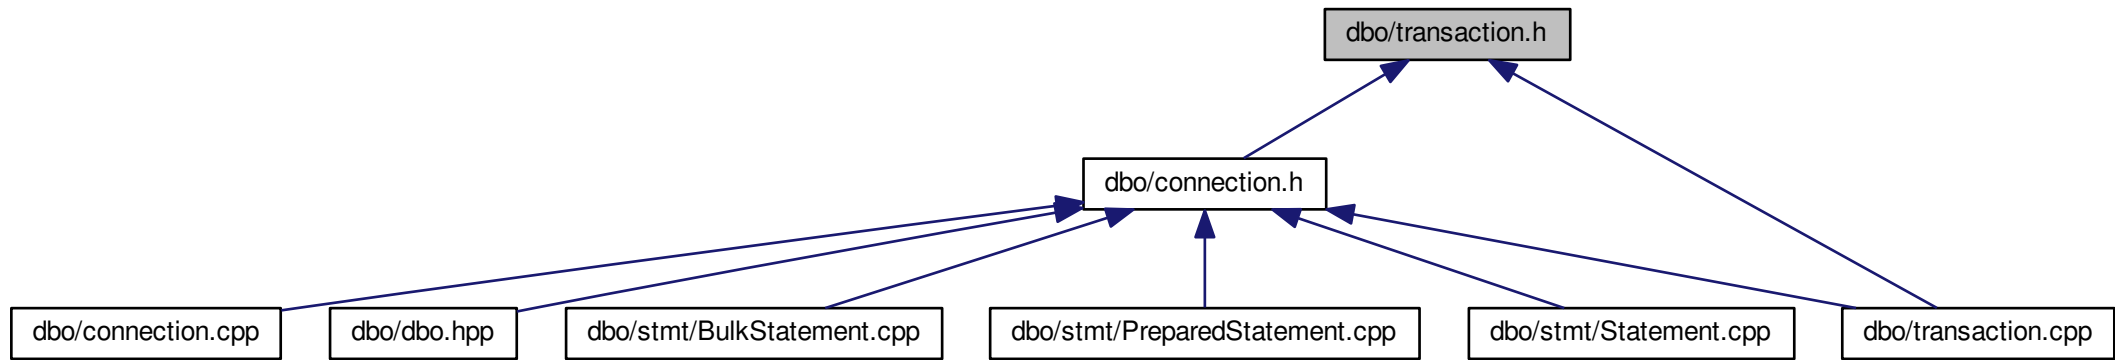 dbo/transaction.h
dbo/connection.h
dbo/connection.cpp
dbo/dbo.hpp
dbo/stmt/BulkStatement.cpp
dbo/stmt/PreparedStatement.cpp
dbo/stmt/Statement.cpp
dbo/transaction.cpp